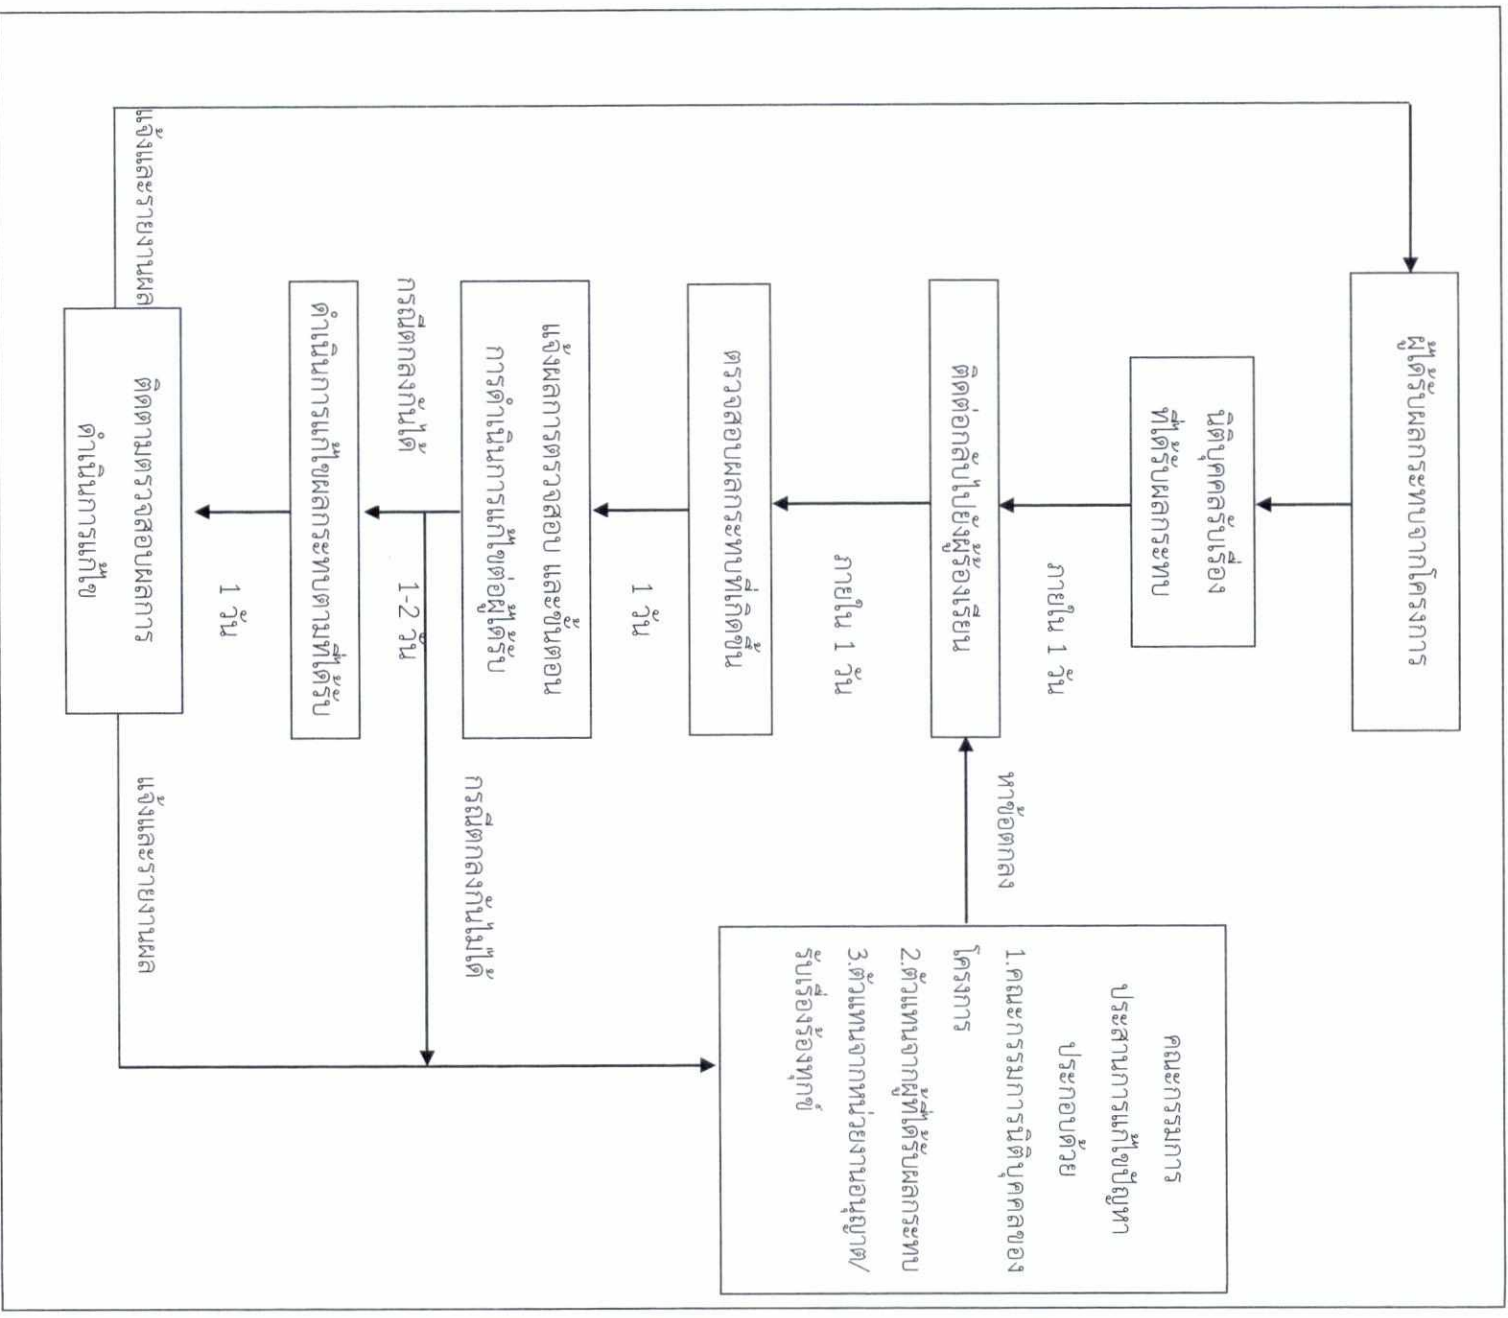 ผู้ได้รับผลกระทบจากโครงการ
นิติบุคคลรับเรื่อง
ที่ได้รับผลกระทบ
ภายใน 1 วัน
ติดต่อกลับไปยังผู้ร้องเรียน
หาข้อตกลง
คณะกรรมการ
ประสานการแก้ไขปัญหา
ประกอบด้วย
1.คณะกรรมการนิติบุคคลของ
โครงการ
2.ตัวแทนจากผู้ที่ได้รับผลกระทบ
3.ตัวแทนจากหน่วยงานอนุญาต/
รับเรื่องร้องทุกข์
ภายใน 1 วัน
ตรวจสอบผลกระทบที่เกิดขึ้น
1 วัน
แจ้งผลการตรวจสอบ และขั้นตอน
การดำเนินการแก้ไขต่อผู้ได้รับ
กรณีตกลงกันไม่ได้
กรณีตกลงกันได้
1-2 วัน
ดำเนินการแก้ไขผลกระทบตามที่ได้รับ
1 วัน
แจ้งและรายงานผล
ติดตามตรวจสอบผลการ
ดำเนินการแก้ไข
แจ้งและรายงานผล